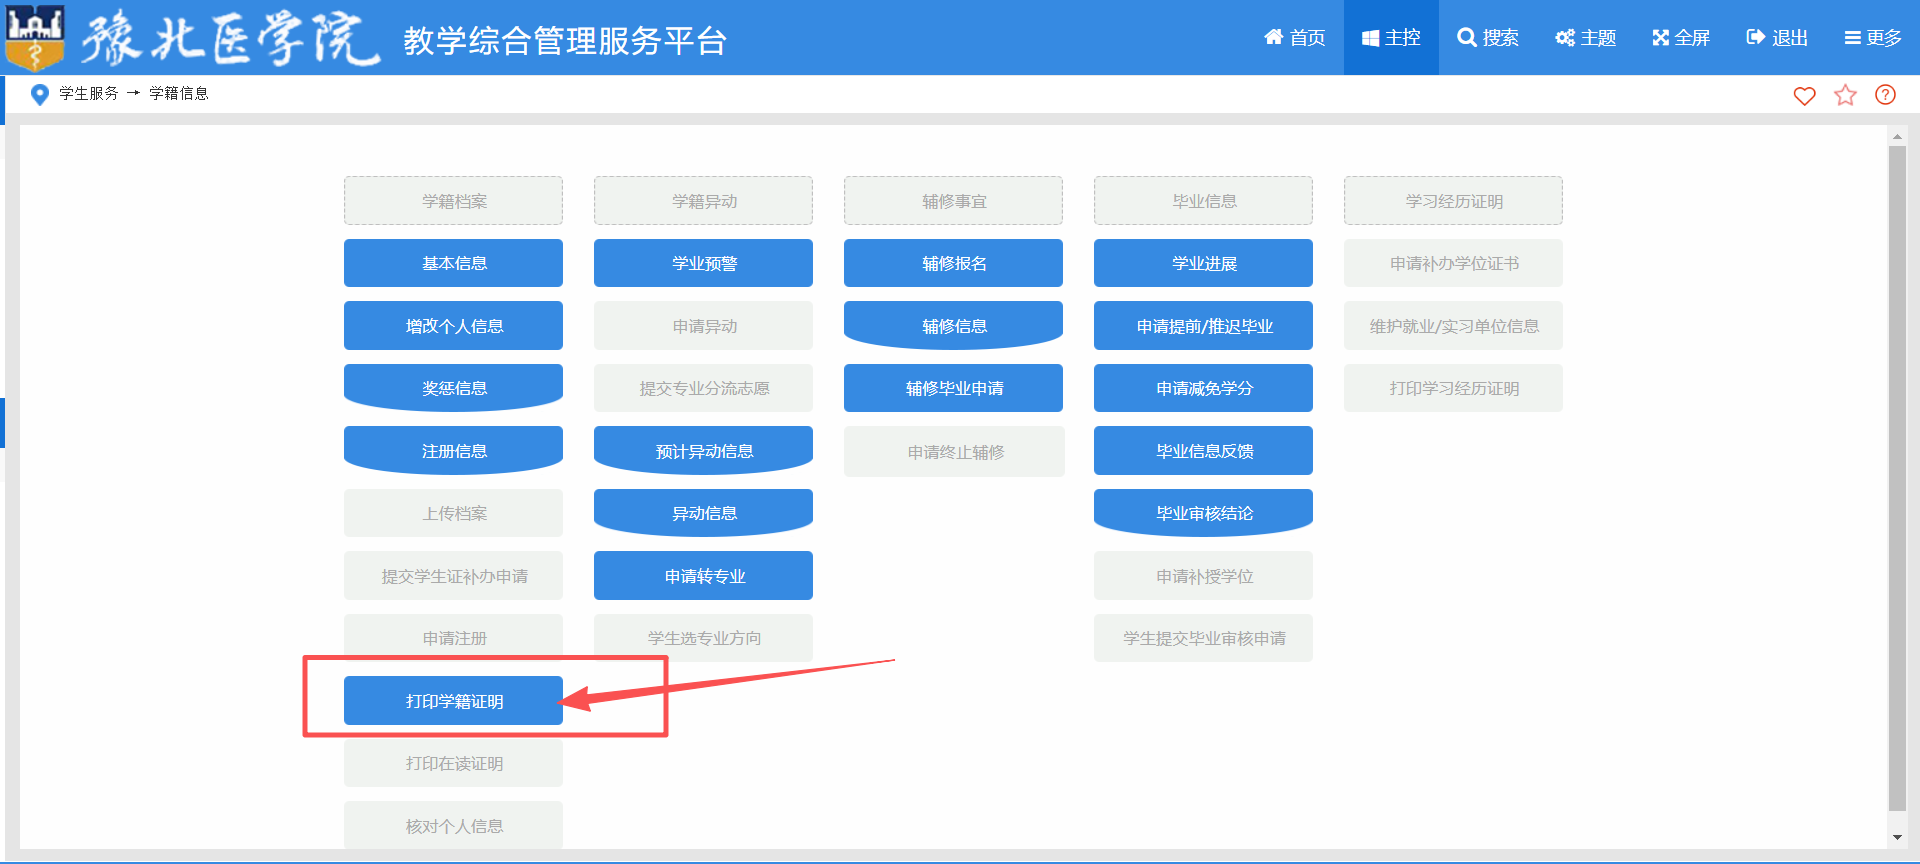 豫北医学院 教学综合管理服务平台 首页 主控 搜索 主题 全屏 退出 更多
学生服务 → 学籍信息
学籍档案 学籍异动 辅修事宜 毕业信息 学习经历证明
基本信息 学业预警 辅修报名 学业进展 申请补办学位证书
增改个人信息 申请异动 辅修信息 申请提前/推迟毕业 维护就业/实习单位信息
奖惩信息 提交专业分流志愿 辅修毕业申请 申请减免学分 打印学习经历证明
注册信息 预计异动信息 申请终止辅修 毕业信息反馈
上传档案 异动信息 毕业审核结论
提交学生证补办申请 申请转专业 申请补授学位
申请注册 学生选专业方向 学生提交毕业审核申请
打印学籍证明
打印在读证明
核对个人信息